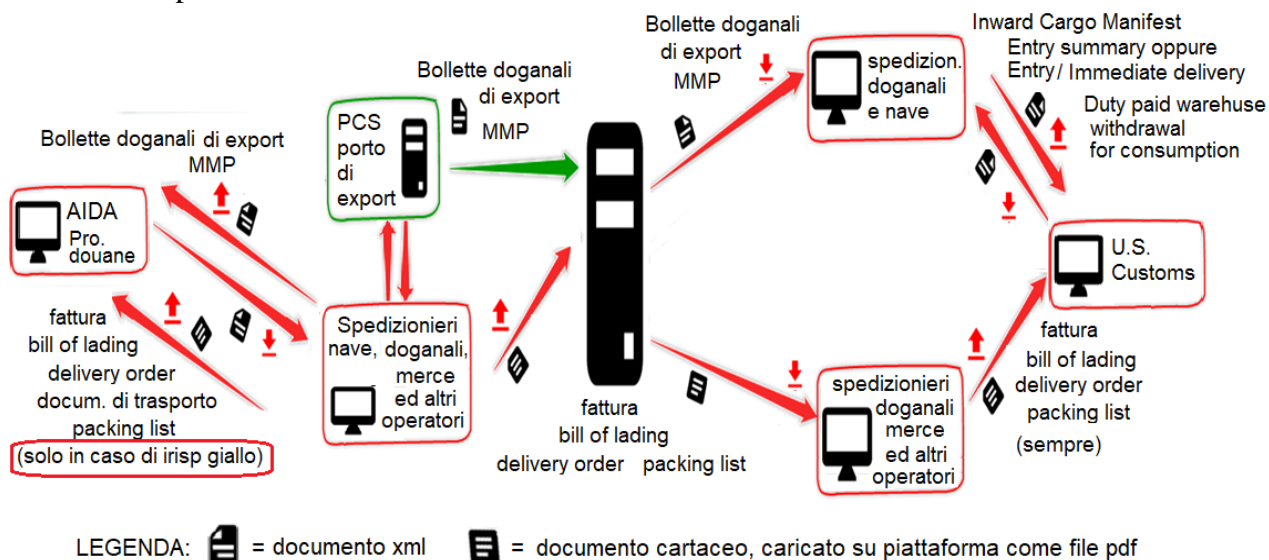 Bollette doganali di export
MMP
AIDA
Pro.
douane
fattura
bill of lading
delivery order
docum. di trasporto
packing list
(solo in caso di irisp giallo)
PCS
porto
di
export
Bollette doganali
di export
MMP
Spedizionieri
nave, doganali,
merce
ed altri
operatori
fattura
bill of lading
delivery order packing list
Bollette doganali
di export
MMP
spedizion.
doganali
e nave
Inward Cargo Manifest
Entry summary oppure
Entry/ Immediate delivery
Duty paid warehuse
withdrawal
for consumption
U.S.
Customs
spedizionieri
doganali
merce
ed altri
operatori
fattura
bill of lading
delivery order
packing list
(sempre)
LEGENDA: = documento xml = documento cartaceo, caricato su piattaforma come file pdf